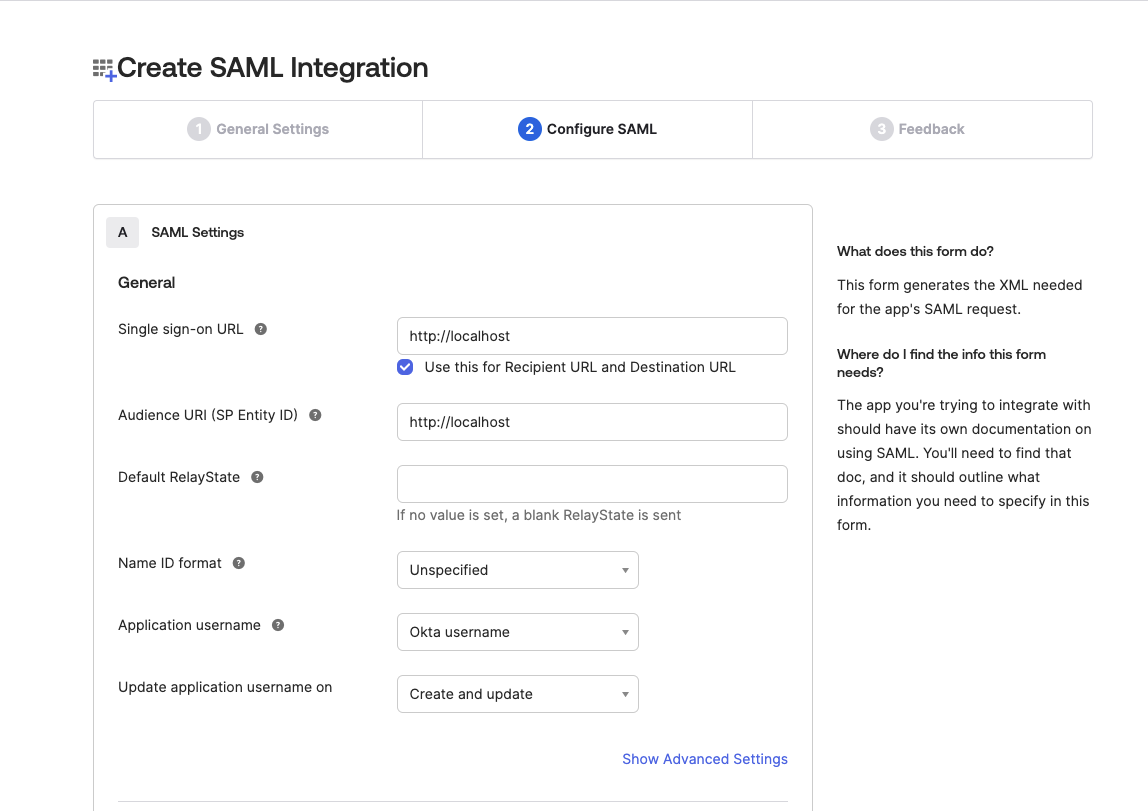 Create SAML Integration
1 General Settings
2 Configure SAML
3 Feedback
A SAML Settings
General
Single sign-on URL ?
http://localhost
Use this for Recipient URL and Destination URL
Audience URI (SP Entity ID) ?
http://localhost
Default RelayState ?
If no value is set, a blank RelayState is sent
Name ID format ?
Unspecified
Application username ?
Okta username
Update application username on
Create and update
Show Advanced Settings
What does this form do?
This form generates the XML needed
for the app's SAML request.
Where do I find the info this form
needs?
The app you're trying to integrate with
should have its own documentation on
using SAML. You'll need to find that
doc, and it should outline what
information you need to specify in this
form.